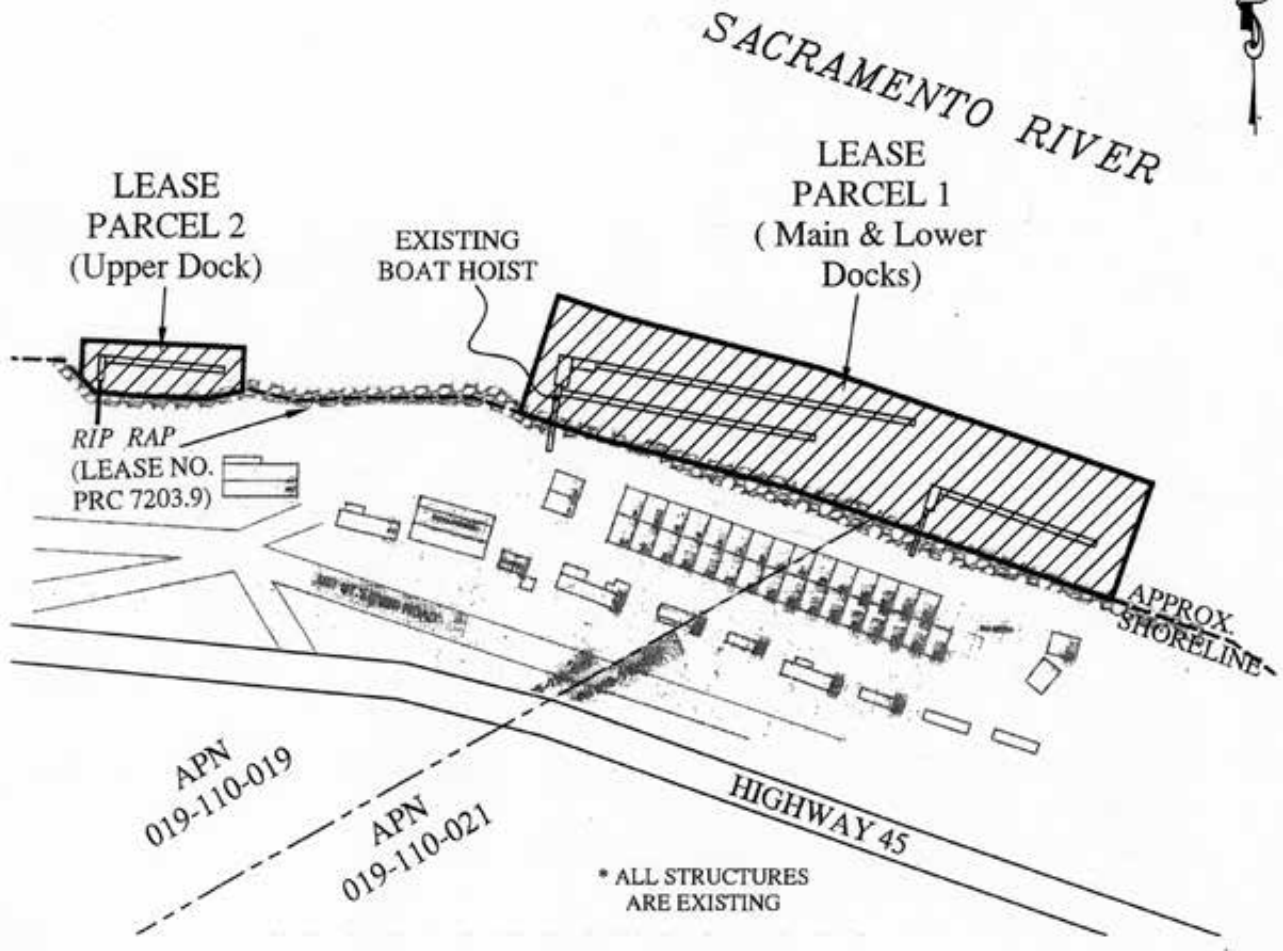 SACRAMENTO RIVER
LEASE
PARCEL 2
(Upper Dock)
EXISTING
BOAT HOIST
LEASE
PARCEL 1
( Main & Lower
Docks)
RIP RAP
(LEASE NO.
PRC 7203.9)
APPROX.
SHORELINE
APN
019-110-019
APN
019-110-021
HIGHWAY 45
* ALL STRUCTURES
ARE EXISTING